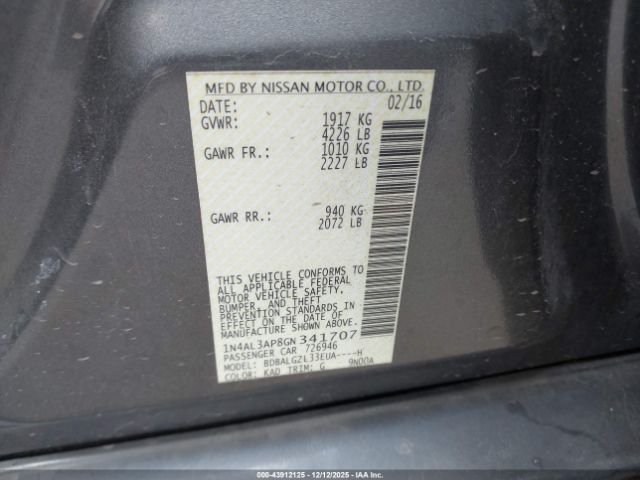 MFD BY NISSAN MOTOR CO., LTD.
DATE: 02/16
GVWR: 1917 KG
4226 LB
GAWR FR.: 1010 KG
2227 LB
GAWR RR.: 940 KG
2072 LB
THIS VEHICLE CONFORMS TO
ALL APPLICABLE FEDERAL
MOTOR VEHICLE SAFETY,
BUMPER, AND THEFT
PREVENTION STANDARDS IN
EFFECT ON THE DATE OF
MANUFACTURE SHOWN ABOVE.
1N4AL3AP8GN341707
PASSENGER CAR 726946
MODEL: BDBALGZL33EUA----H
COLOR: KAD TRIM: G 9N00A
000-43912125 - 12/12/2025 - IAAI.COM